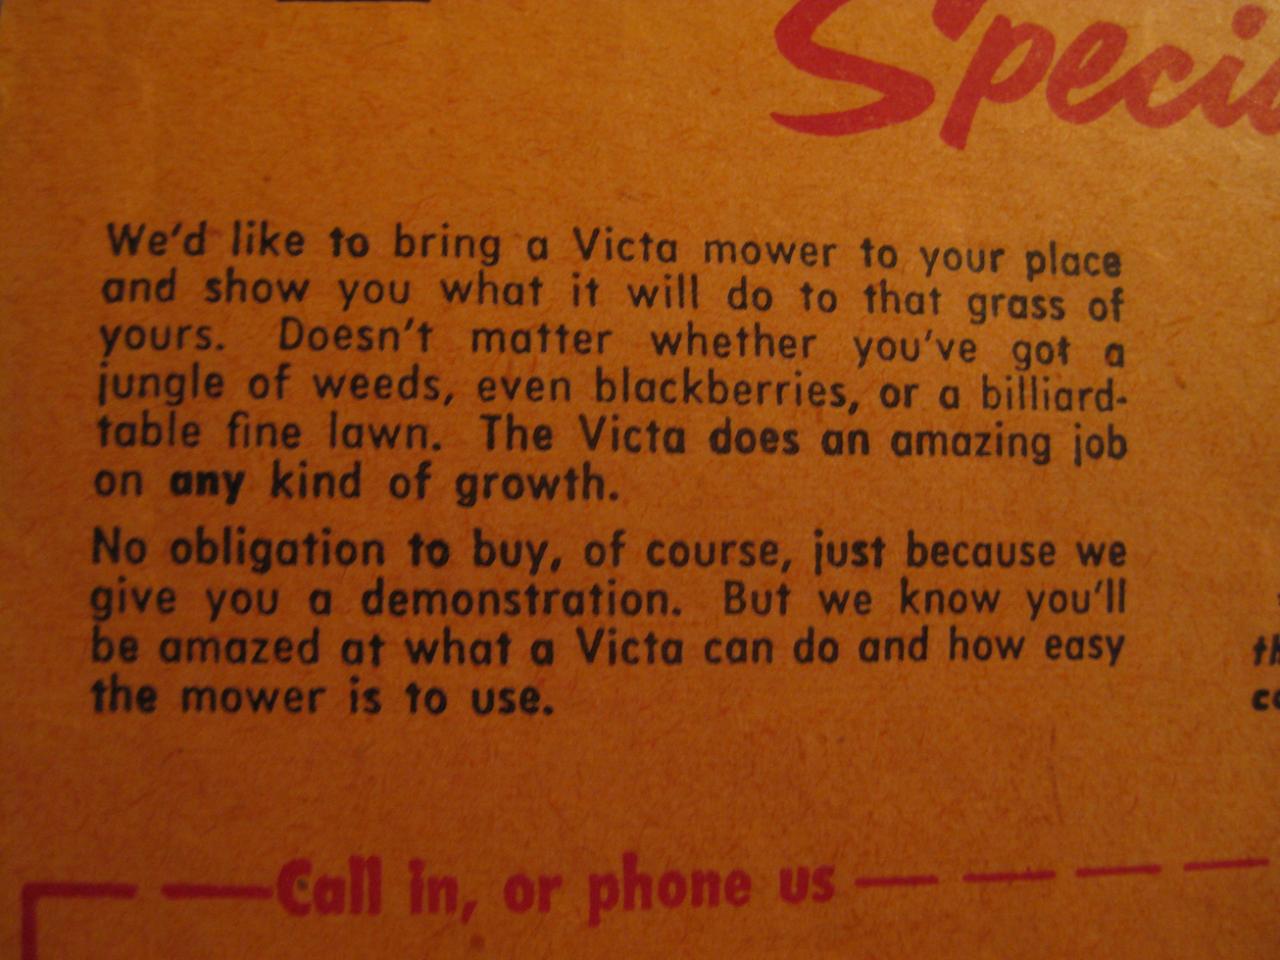 We'd like to bring a Victa mower to your place
and show you what it will do to that grass of
yours. Doesn't matter whether you've got a
jungle of weeds, even blackberries, or a billiard-
table fine lawn. The Victa does an amazing job
on any kind of growth.
No obligation to buy, of course, just because we
give you a demonstration. But we know you'll
be amazed at what a Victa can do and how easy
the mower is to use.
Call in, or phone us